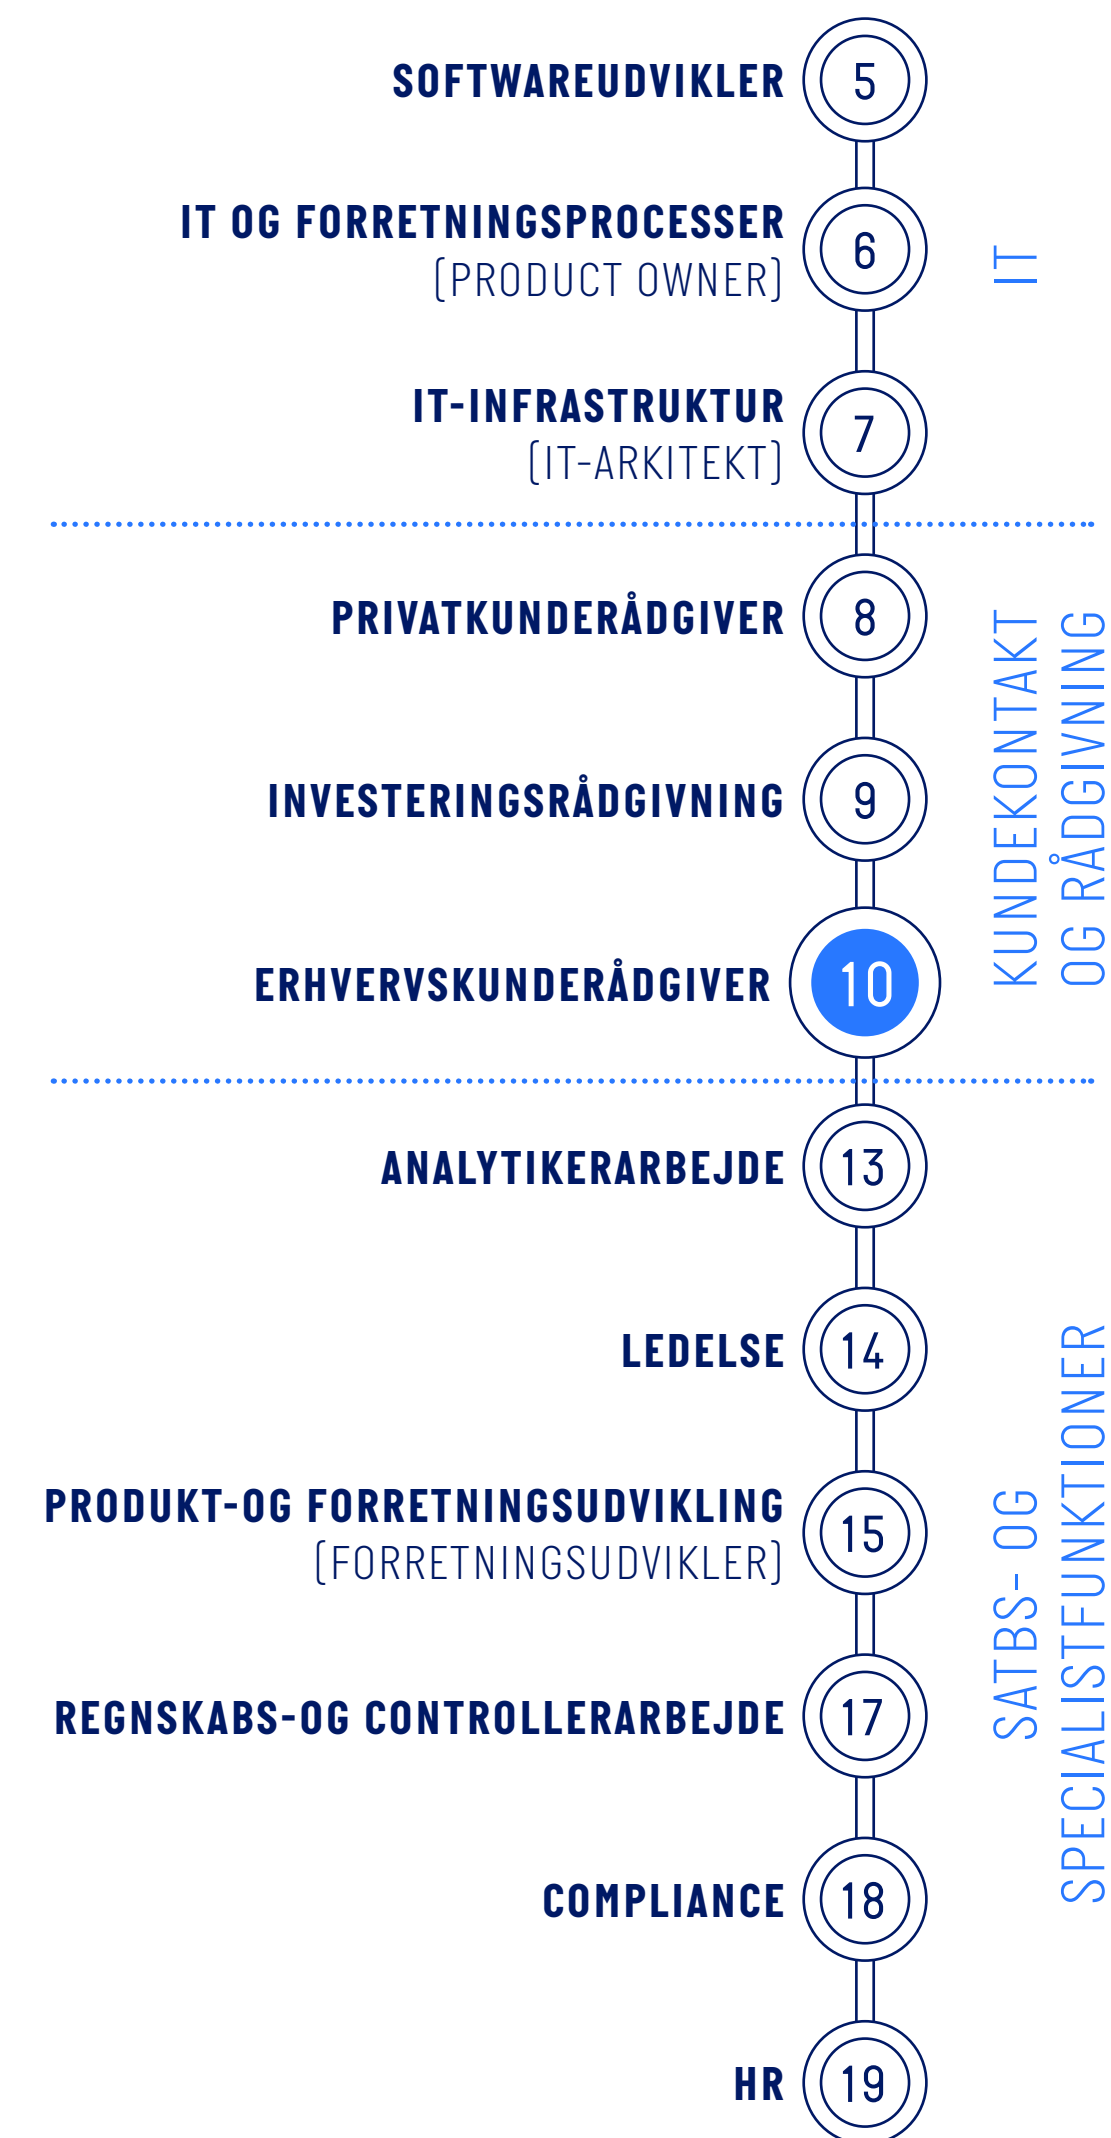 SOFTWAREUDVIKLER 5
IT OG FORRETNINGSPROCESSER
(PRODUCT OWNER) 6
IT-INFRASTRUKTUR
(IT-ARKITEKT) 7
IT
PRIVATKUNDERÅDGIVER 8
INVESTERINGSRÅDGIVNING 9
ERHVERVSKUNDERÅDGIVER 10
KUNDEKONTAKT
OG RÅDGIVNING
ANALYTIKERARBEJDE 13
LEDELSE 14
PRODUKT-OG FORRETNINGSUDVIKLING
(FORRETNINGSUDVIKLER) 15
REGNSKABS-OG CONTROLLERARBEJDE 17
COMPLIANCE 18
HR 19
SATBS- OG
SPECIALISTFUNKTIONER